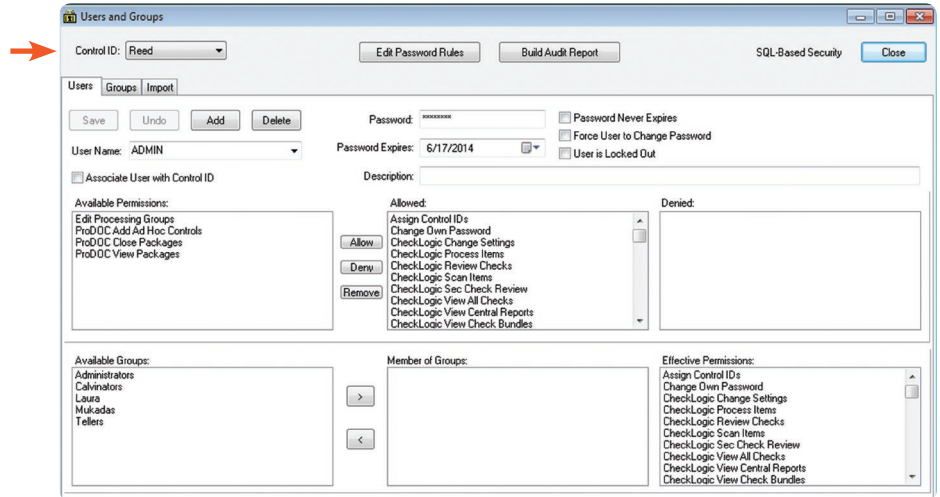 Users and Groups
Control ID: Reed
Edit Password Rules
Build Audit Report
SQL-Based Security
Close
Users Groups Import
Save Undo Add Delete
Password: ********
Password Never Expires
Force User to Change Password
User Name: ADMIN
Password Expires: 6/17/2014
User is Locked Out
Associate User with Control ID
Description:
Available Permissions:
Edit Processing Groups
ProDOC Add Ad Hoc Controls
ProDOC Close Packages
ProDOC View Packages
Allow
Deny
Remove
Allowed:
Assign Control IDs
Change Own Password
CheckLogic Change Settings
CheckLogic Process Items
CheckLogic Review Checks
CheckLogic Scan Items
CheckLogic Sec Check Review
CheckLogic View All Checks
CheckLogic View Central Reports
CheckLogic View Check Bundles
Denied:
Available Groups:
Administrators
Calvinators
Laura
Mukadas
Tellers
>
<
Member of Groups:
Effective Permissions:
Assign Control IDs
Change Own Password
CheckLogic Change Settings
CheckLogic Process Items
CheckLogic Review Checks
CheckLogic Scan Items
CheckLogic Sec Check Review
CheckLogic View All Checks
CheckLogic View Central Reports
CheckLogic View Check Bundles